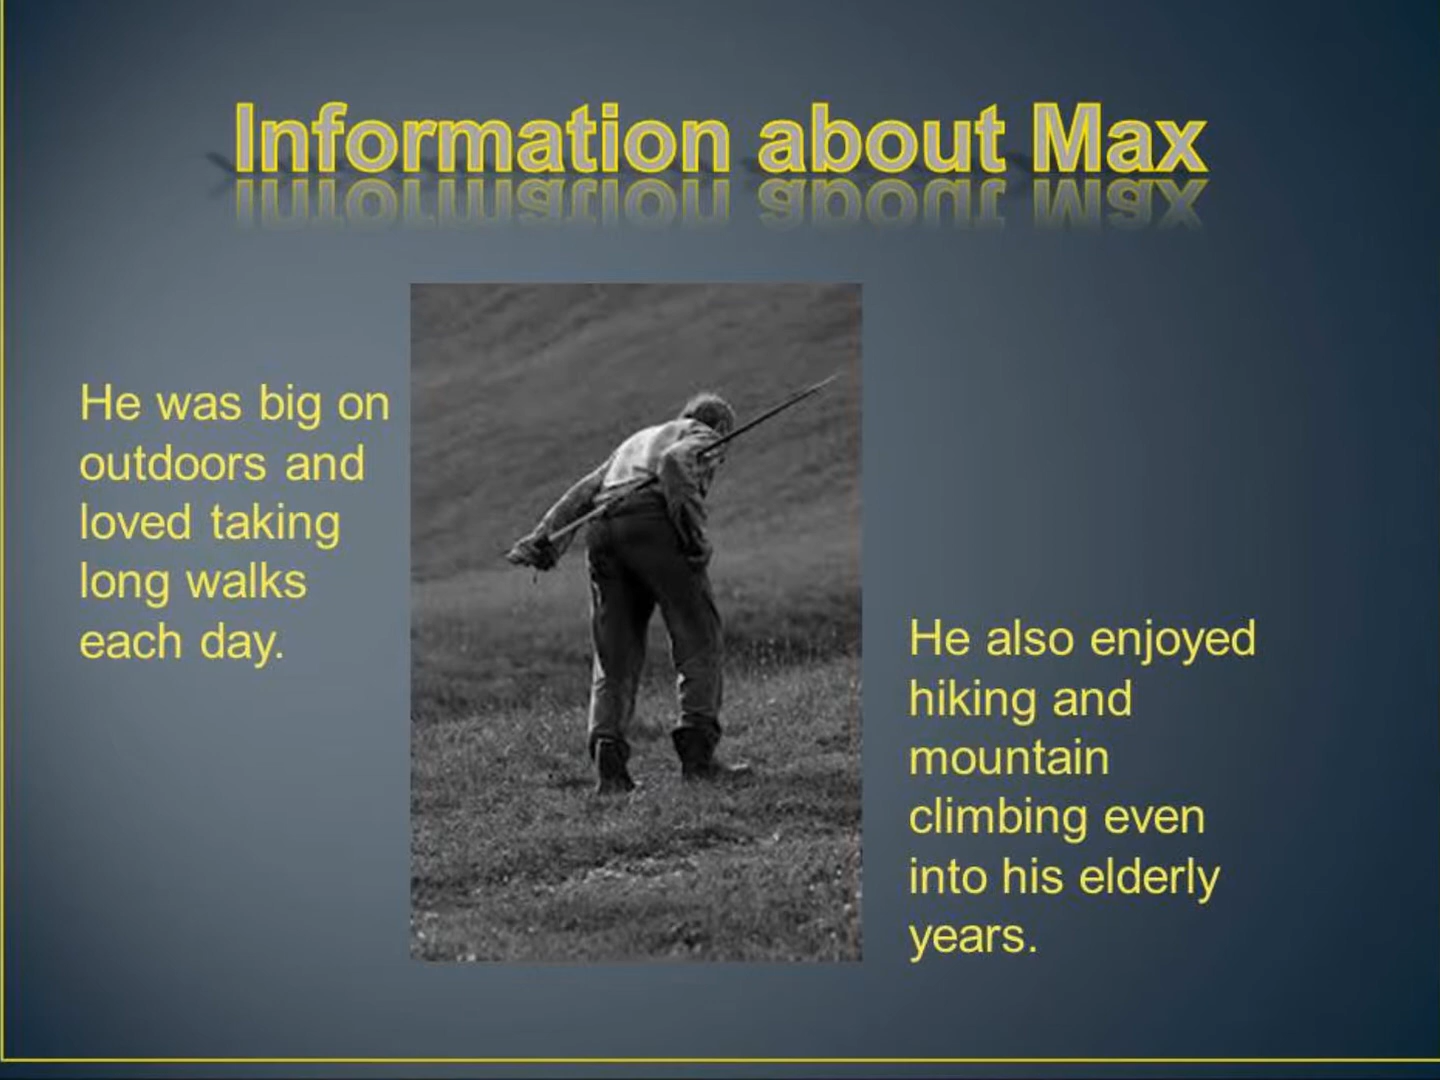 Information about Max
He was big on
outdoors and
loved taking
long walks
each day.
He also enjoyed
hiking and
mountain
climbing even
into his elderly
years.